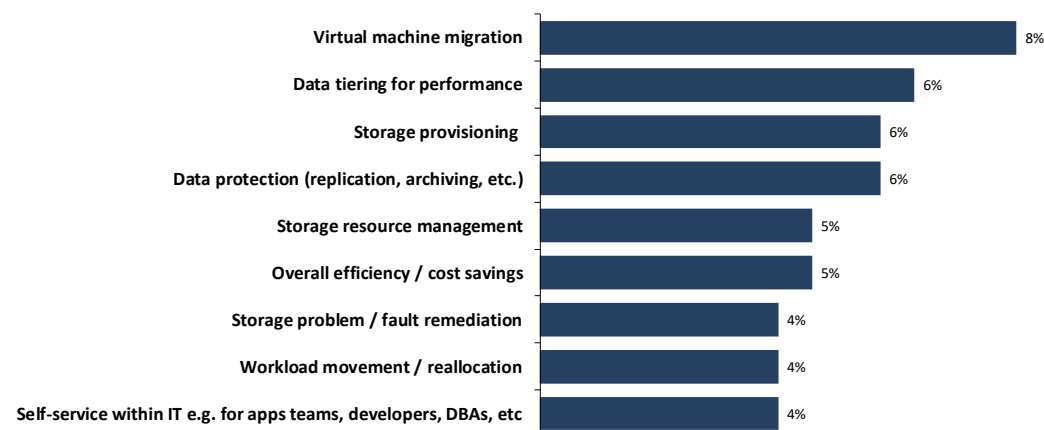 Virtual machine migration 8%
Data tiering for performance 6%
Storage provisioning 6%
Data protection (replication, archiving, etc.) 6%
Storage resource management 5%
Overall efficiency / cost savings 5%
Storage problem / fault remediation 4%
Workload movement / reallocation 4%
Self-service within IT e.g. for apps teams, developers, DBAs, etc 4%